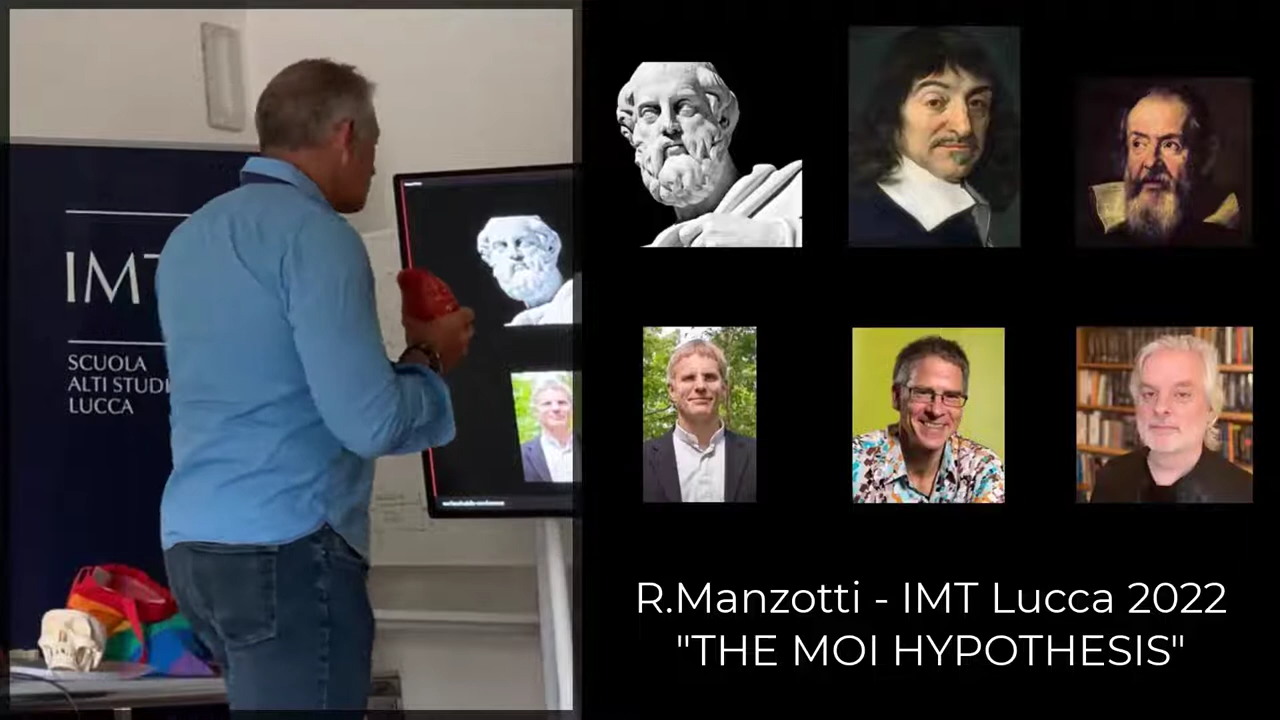 IMT
SCUOLA
ALTI STUDI
LUCCA
R.Manzotti - IMT Lucca 2022
"THE MOI HYPOTHESIS"